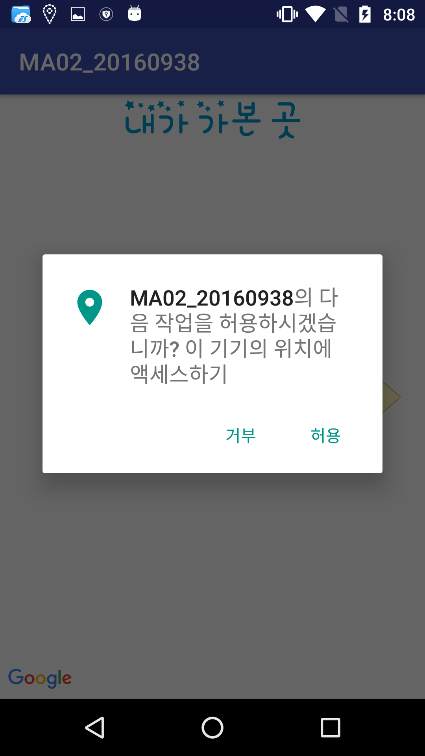 8:08
MA02_20160938
내가 가본 곳
MA02_20160938의 다
음 작업을 허용하시겠습
니까? 이 기기의 위치에
액세스하기
거부 허용
Google